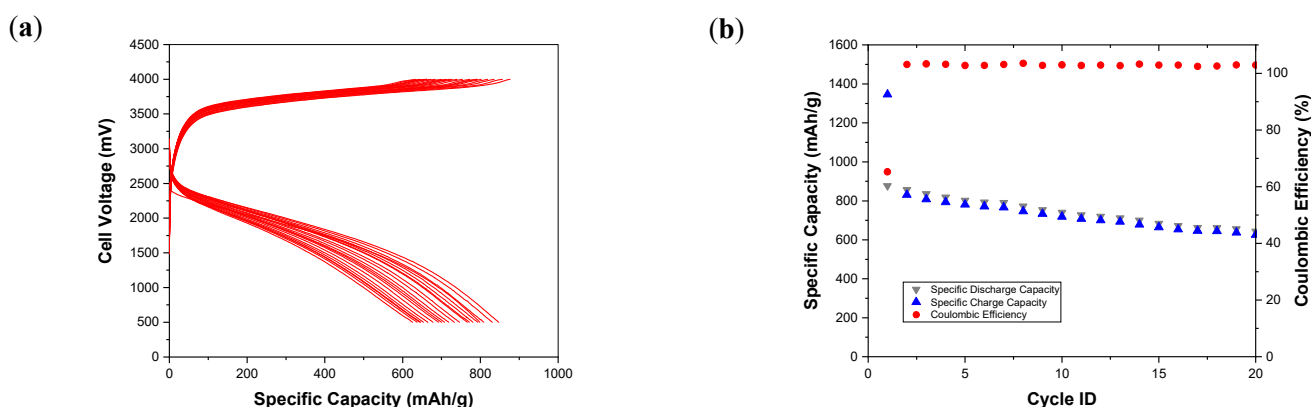 (a)
4500
4000
3500
3000
2500
2000
1500
1000
500
0
Cell Voltage (mV)
0 200 400 600 800 1000
Specific Capacity (mAh/g)
(b)
1600
1400
1200
1000
800
600
400
200
0
Specific Capacity (mAh/g)
100
80
60
40
20
0
Coulombic Efficiency (%)
Specific Discharge Capacity
Specific Charge Capacity
Coulombic Efficiency
0 5 10 15 20
Cycle ID